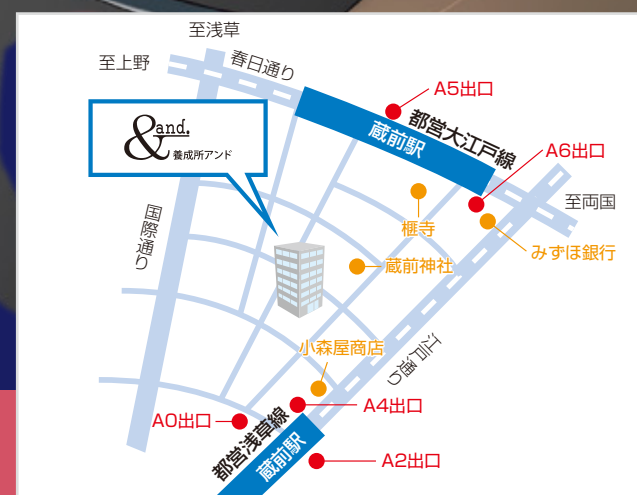 至浅草
至上野
春日通り
A5出口
都営大江戸線
蔵前駅
&and.
養成所アンド
A6出口
至両国
榧寺
みずほ銀行
国際通り
蔵前神社
小森屋商店
江戸通り
A4出口
A0出口
都営浅草線
蔵前駅
A2出口